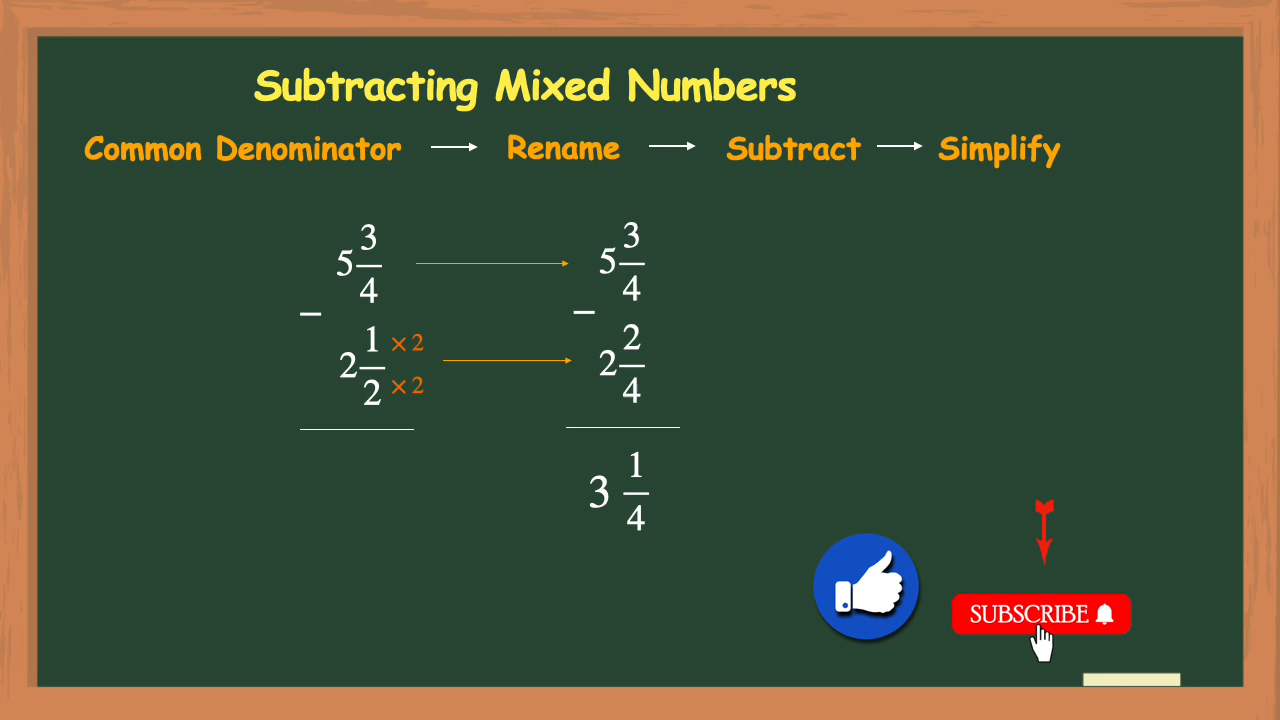 Subtracting Mixed Numbers
Common Denominator → Rename → Subtract → Simplify
5 3/4 → 5 3/4
− −
2 1/2 ×2 ×2 → 2 2/4
3 1/4
SUBSCRIBE